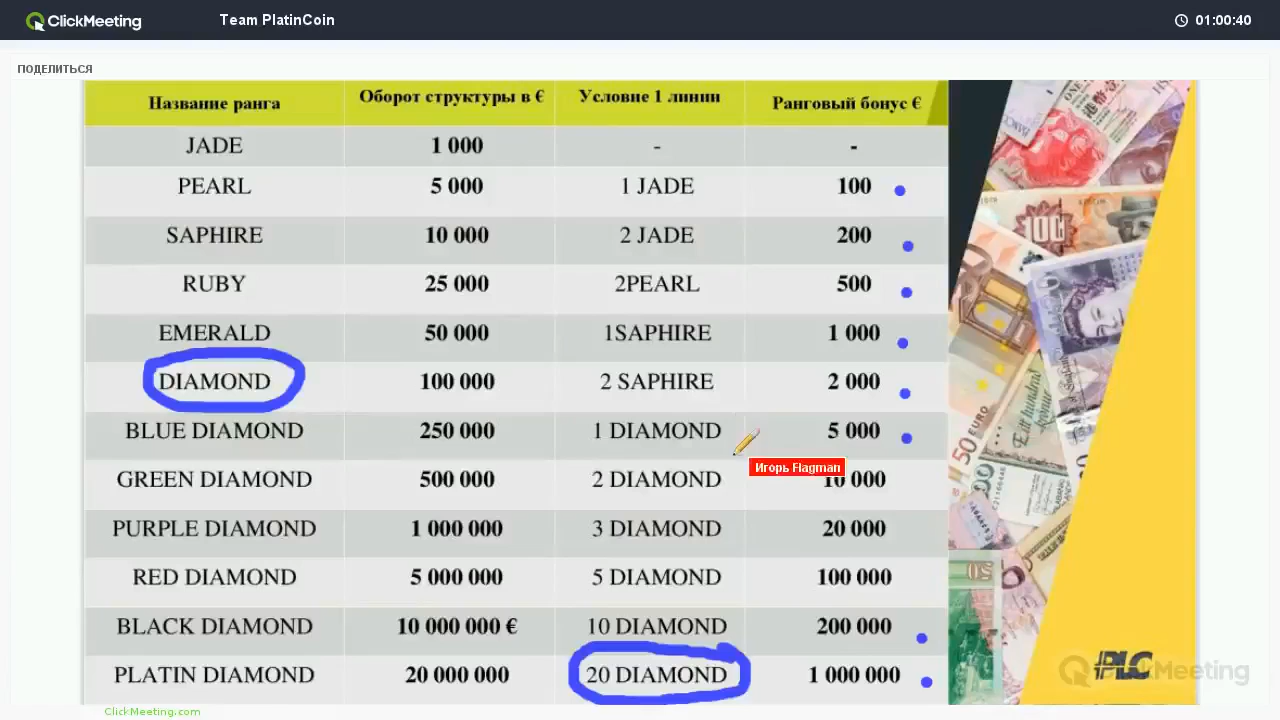 ClickMeeting
Team PlatinCoin
01:00:40
ПОДЕЛИТЬСЯ
Название ранга Оборот структуры в € Условие 1 линии Ранговый бонус €
JADE 1 000 - -
PEARL 5 000 1 JADE 100
SAPHIRE 10 000 2 JADE 200
RUBY 25 000 2PEARL 500
EMERALD 50 000 1SAPHIRE 1 000
DIAMOND 100 000 2 SAPHIRE 2 000
BLUE DIAMOND 250 000 1 DIAMOND 5 000
Игорь Flagman
GREEN DIAMOND 500 000 2 DIAMOND 10 000
PURPLE DIAMOND 1 000 000 3 DIAMOND 20 000
RED DIAMOND 5 000 000 5 DIAMOND 100 000
BLACK DIAMOND 10 000 000 € 10 DIAMOND 200 000
PLATIN DIAMOND 20 000 000 20 DIAMOND 1 000 000
50 EURO
PLC
ClickMeeting
ClickMeeting.com